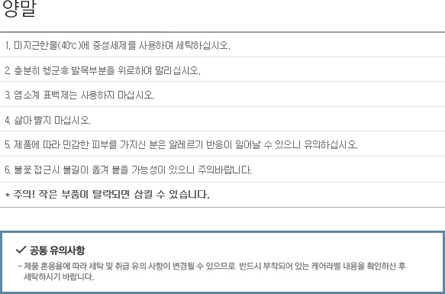 양말
1. 미지근한물(40℃)에 중성세제를 사용하여 세탁하십시오.
2. 충분히 헹군후 발목부분을 위로하여 말리십시오.
3. 염소계 표백제는 사용하지 마십시오.
4. 삶아 빨지 마십시오.
5. 제품에 따라 민감한 피부를 가지신 분은 알레르기 반응이 일어날 수 있으니 유의하십시오.
6. 불꽃 접근시 불길이 옮겨 붙을 가능성이 있으니 주의바랍니다.
* 주의! 작은 부품이 탈락되면 삼킬 수 있습니다.
✓ 공통 유의사항
- 제품 혼용율에 따라 세탁 및 취급 유의 사항이 변경될 수 있으므로 반드시 부착되어 있는 케어라벨 내용을 확인하신 후
세탁하시기 바랍니다.